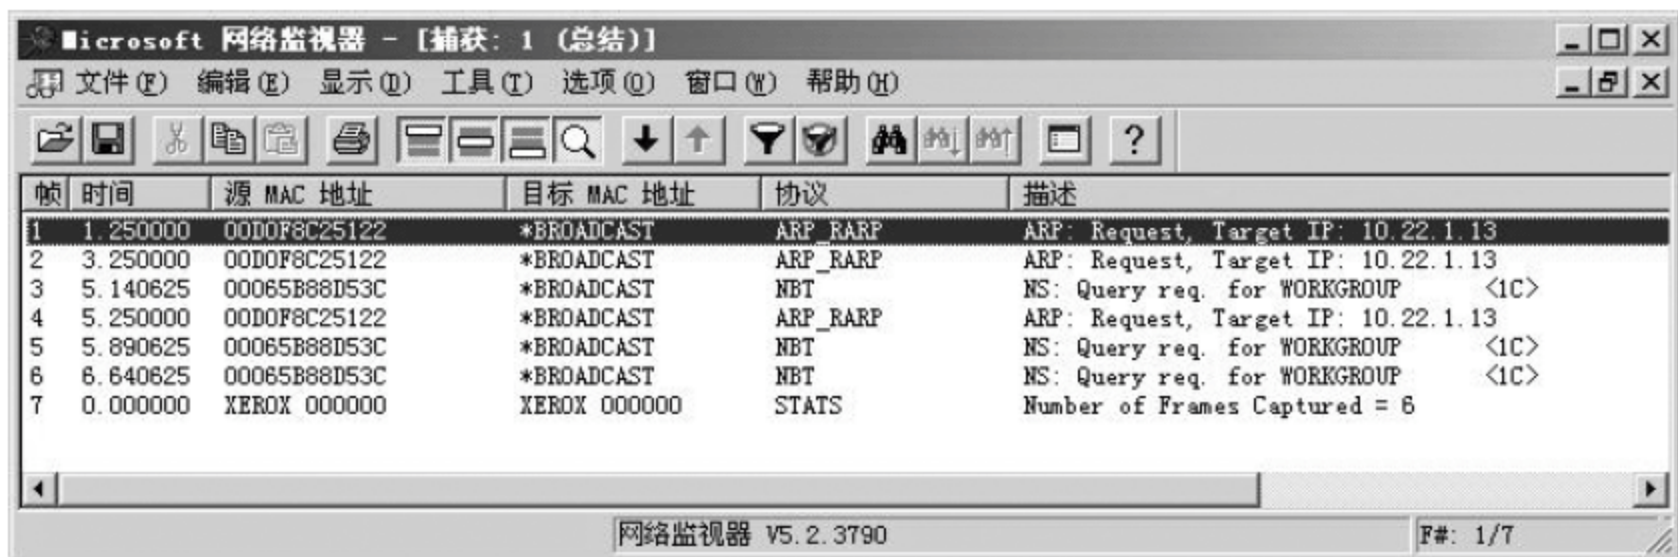 Microsoft 网络监视器 - [捕获: 1 (总结)]
文件(F) 编辑(E) 显示(D) 工具(T) 选项(O) 窗口(W) 帮助(H)
帧 时间 源 MAC 地址 目标 MAC 地址 协议 描述
1 1.250000 00D0F8C25122 *BROADCAST ARP_RARP ARP: Request, Target IP: 10.22.1.13
2 3.250000 00D0F8C25122 *BROADCAST ARP_RARP ARP: Request, Target IP: 10.22.1.13
3 5.140625 00065B88D53C *BROADCAST NBT NS: Query req. for WORKGROUP <1C>
4 5.250000 00D0F8C25122 *BROADCAST ARP_RARP ARP: Request, Target IP: 10.22.1.13
5 5.890625 00065B88D53C *BROADCAST NBT NS: Query req. for WORKGROUP <1C>
6 6.640625 00065B88D53C *BROADCAST NBT NS: Query req. for WORKGROUP <1C>
7 0.000000 XEROX 000000 XEROX 000000 STATS Number of Frames Captured = 6
网络监视器 V5.2.3790 F#: 1/7